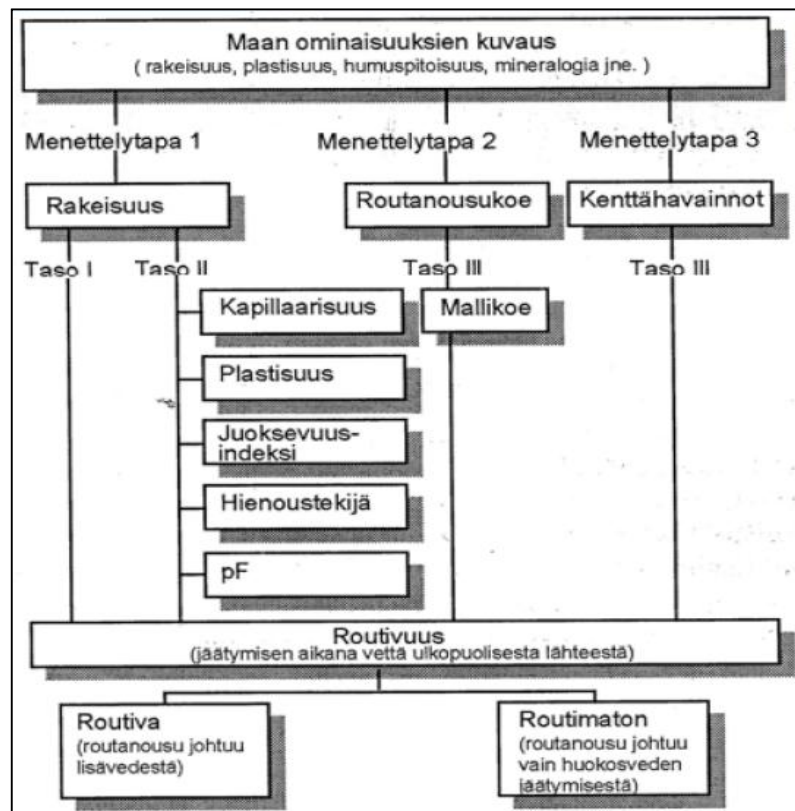 Maan ominaisuuksien kuvaus
( rakeisuus, plastisuus, humuspitoisuus, mineralogia jne. )
Menettelytapa 1
Menettelytapa 2
Menettelytapa 3
Rakeisuus
Routanousukoe
Kenttähavainnot
Taso I
Taso II
Taso III
Taso III
Kapillaarisuus
Mallikoe
Plastisuus
Juoksevuus-
indeksi
Hienoustekijä
pF
Routivuus
(jäätymisen aikana vettä ulkopuolisesta lähteestä)
Routiva
(routanousu johtuu
lisävedestä)
Routimaton
(routanousu johtuu
vain huokosveden
jäätymisestä)